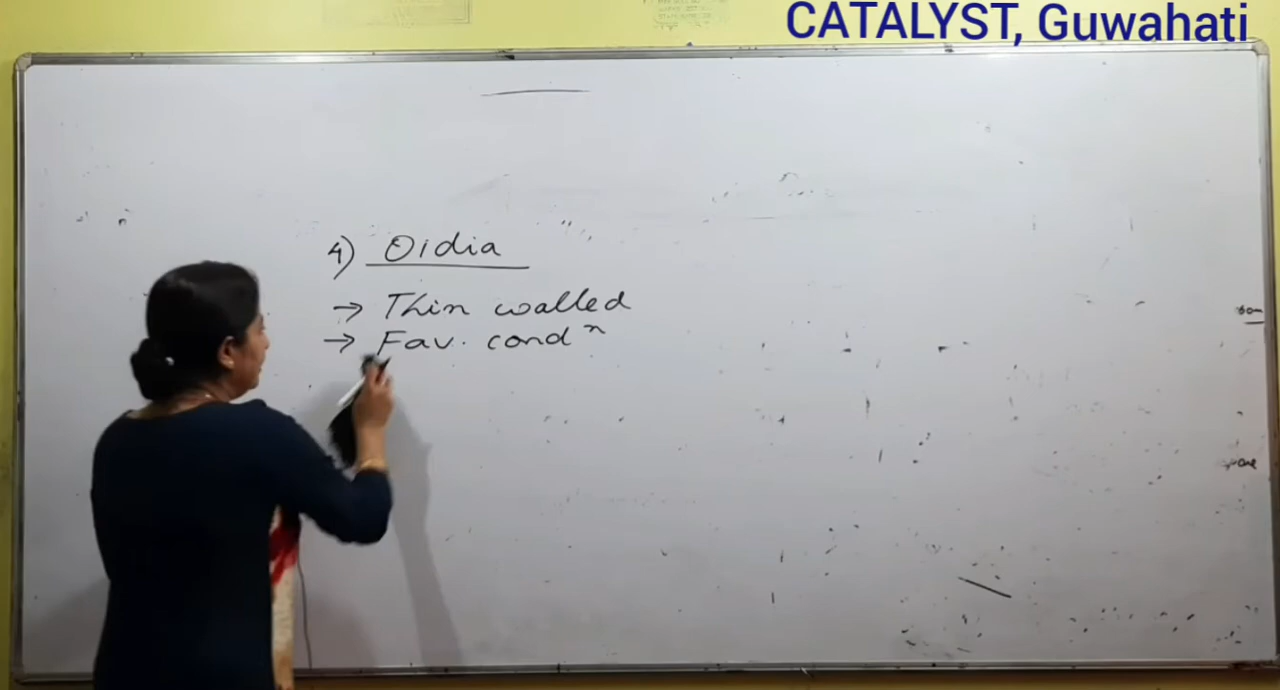 CATALYST, Guwahati
4) Oidia
→ Thin walled
→ Fav. condⁿ